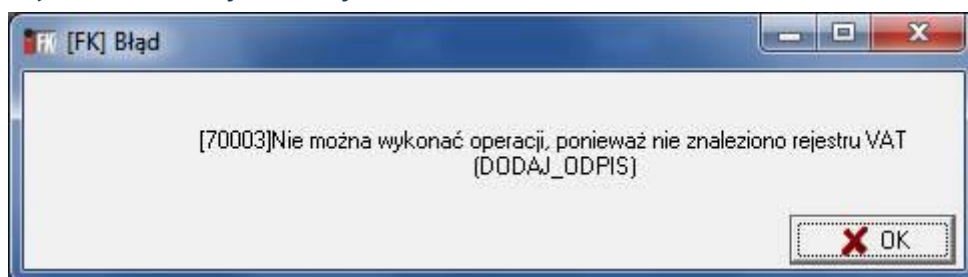 [FK] Błąd
[70003]Nie można wykonać operacji, ponieważ nie znaleziono rejestru VAT
(DODAJ_ODPIS)
OK